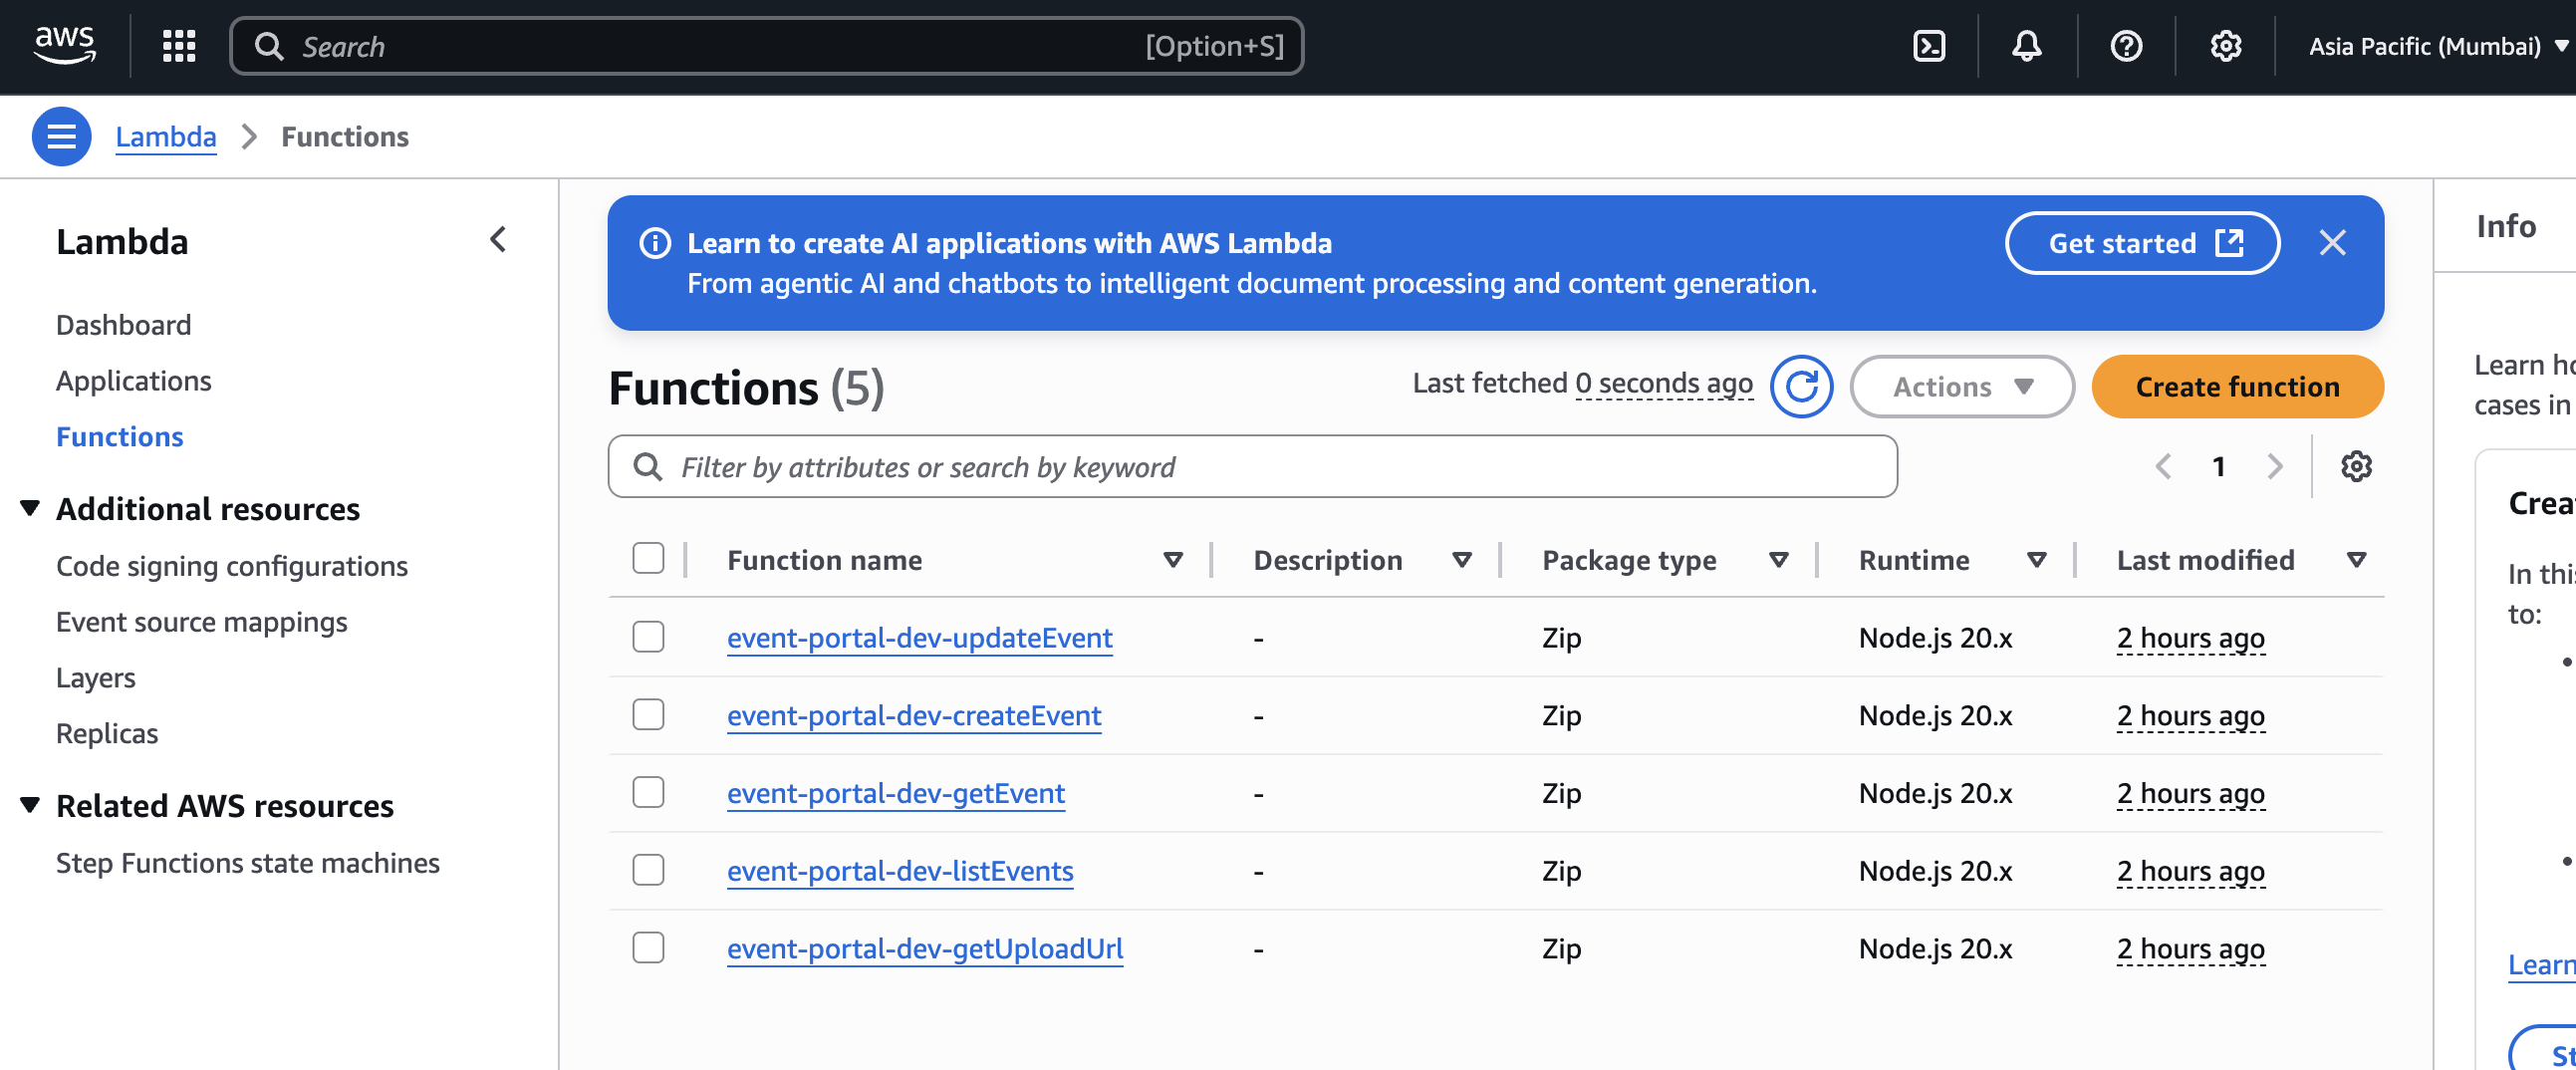 aws
Search [Option+S]
Asia Pacific (Mumbai)
Lambda Functions
Lambda
Dashboard
Applications
Functions
Additional resources
Code signing configurations
Event source mappings
Layers
Replicas
Related AWS resources
Step Functions state machines
Learn to create AI applications with AWS Lambda
From agentic AI and chatbots to intelligent document processing and content generation.
Get started
Functions (5)
Last fetched 0 seconds ago
Actions
Create function
Filter by attributes or search by keyword
1
Function name Description Package type Runtime Last modified
event-portal-dev-updateEvent - Zip Node.js 20.x 2 hours ago
event-portal-dev-createEvent - Zip Node.js 20.x 2 hours ago
event-portal-dev-getEvent - Zip Node.js 20.x 2 hours ago
event-portal-dev-listEvents - Zip Node.js 20.x 2 hours ago
event-portal-dev-getUploadUrl - Zip Node.js 20.x 2 hours ago
Info
Learn
cases in
In
to:
Learn